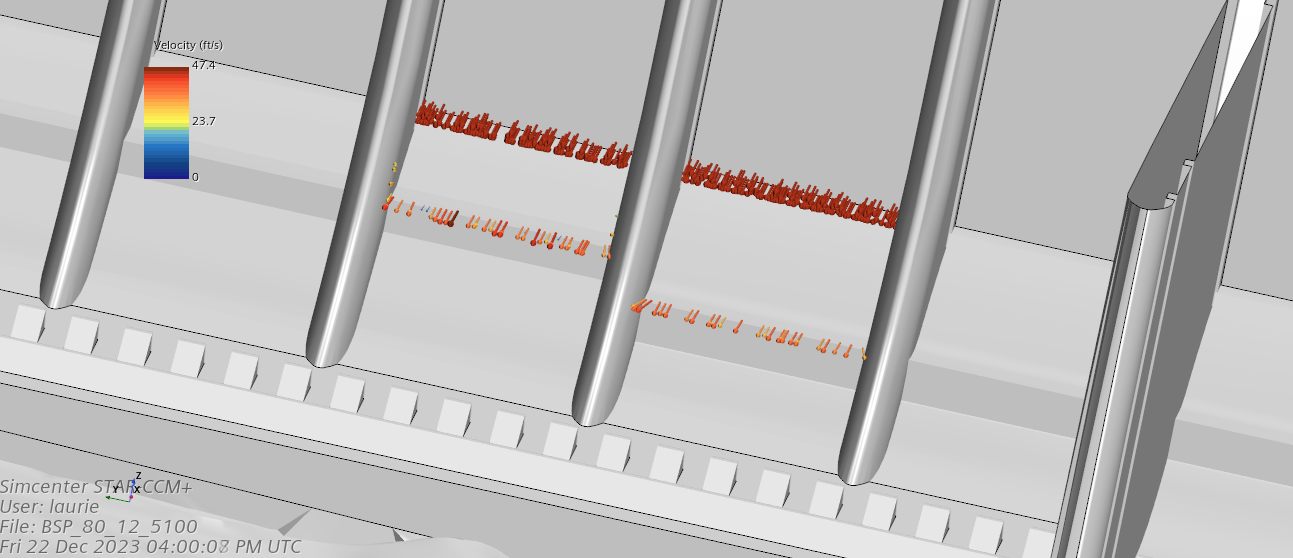 Velocity (ft/s)
47.4
23.7
0
Z
Y X
Simcenter STAR-CCM+
User: laurie
File: BSP_80_12_5100
Fri 22 Dec 2023 04:00:08 PM UTC